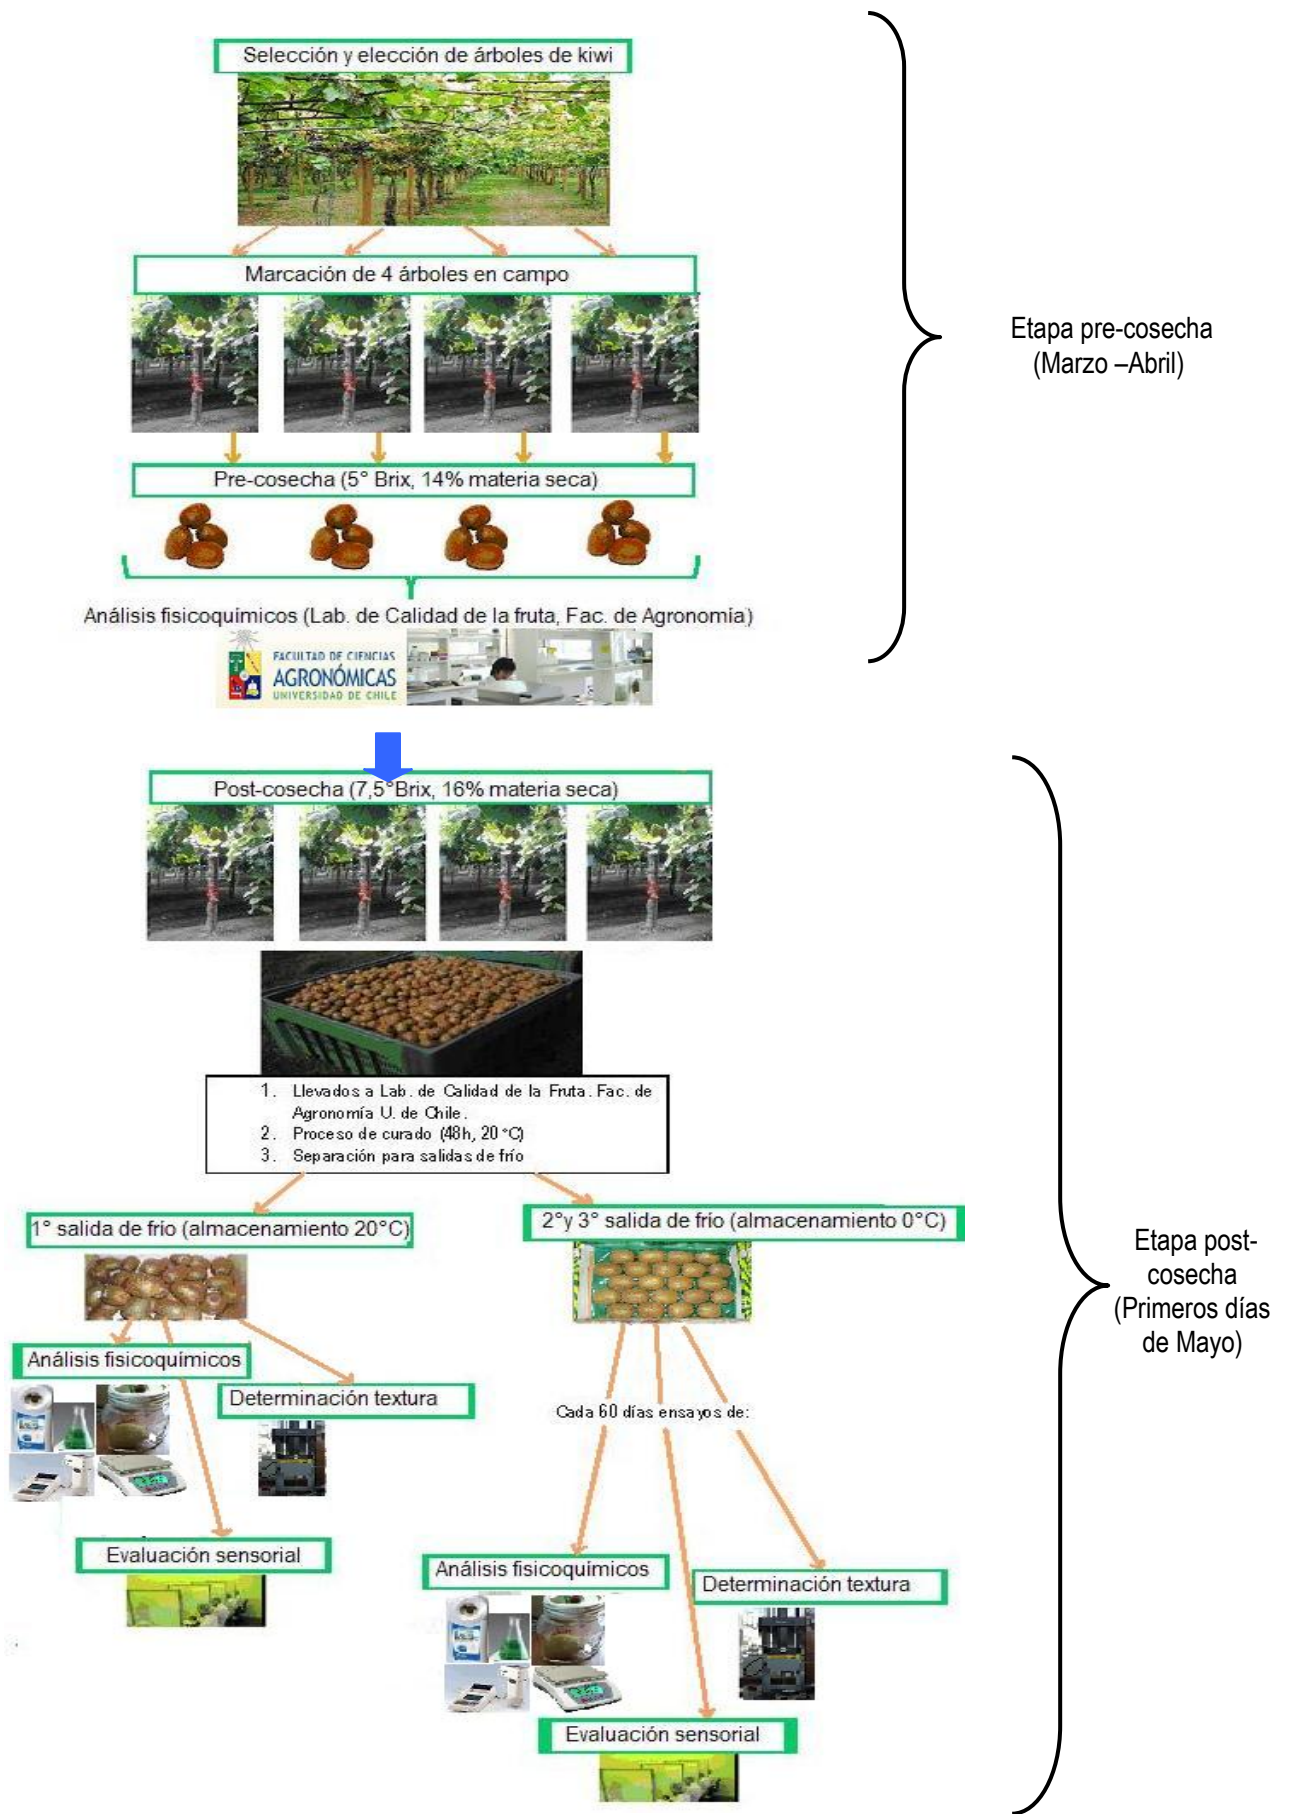 Selección y elección de árboles de kiwi
Marcación de 4 árboles en campo
Etapa pre-cosecha
(Marzo –Abril)
Pre-cosecha (5° Brix, 14% materia seca)
Análisis fisicoquímicos (Lab. de Calidad de la fruta, Fac. de Agronomía)
FACULTAD DE CIENCIAS
AGRONÓMICAS
UNIVERSIDAD DE CHILE
Post-cosecha (7,5°Brix, 16% materia seca)
1. Llevados a Lab. de Calidad de la Fruta. Fac. de
Agronomía U. de Chile.
2. Proceso de curado (48h, 20 °C)
3. Separación para salidas de frío
1° salida de frío (almacenamiento 20°C)
2°y 3° salida de frío (almacenamiento 0°C)
Etapa post-
cosecha
(Primeros días
de Mayo)
Análisis fisicoquímicos
Determinación textura
Cada 60 días ensayos de:
Evaluación sensorial
Análisis fisicoquímicos
Determinación textura
Evaluación sensorial